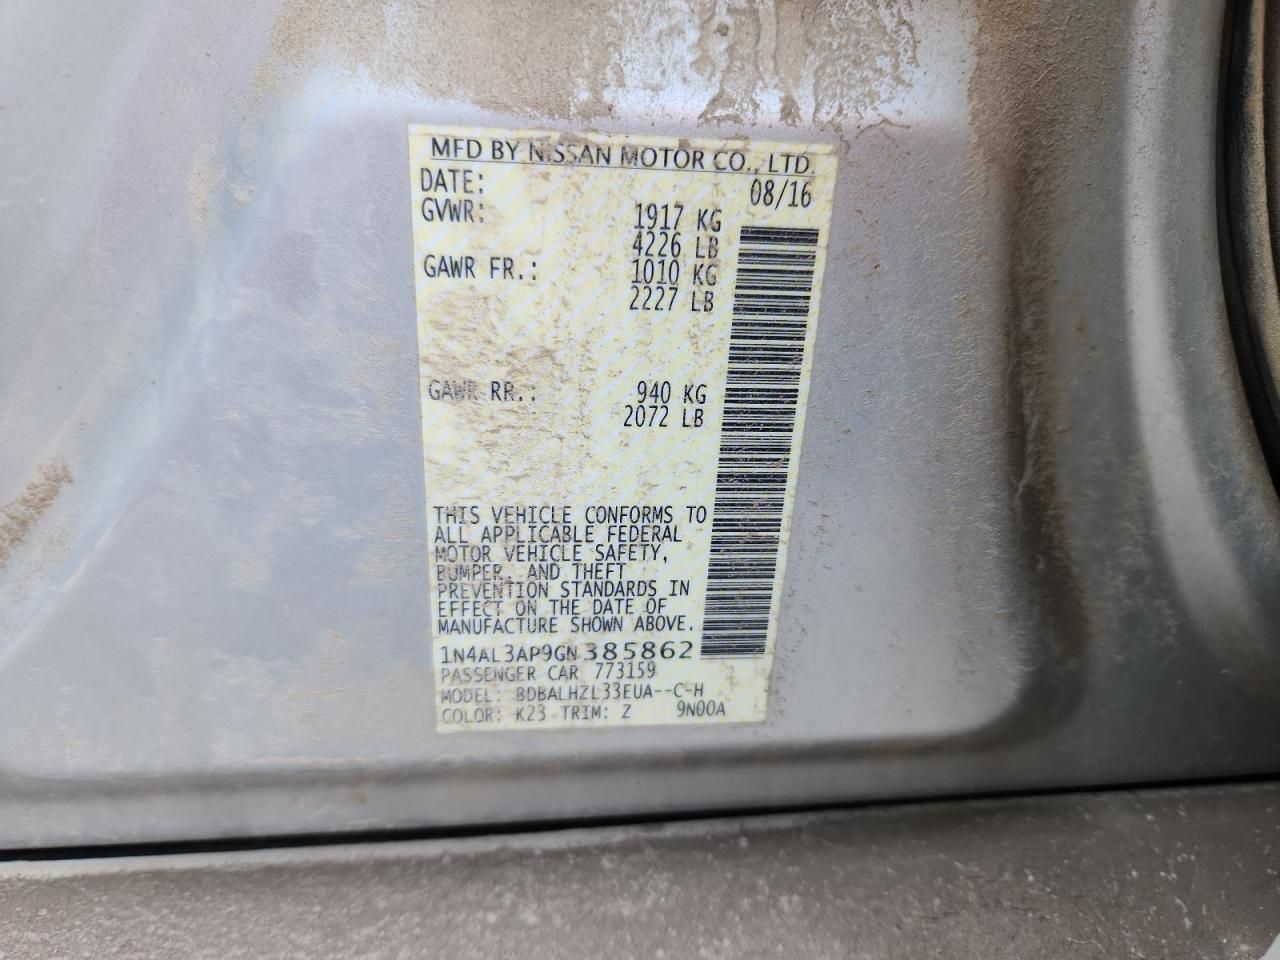 MFD BY NISSAN MOTOR CO., LTD.
DATE: 08/16
GVWR: 1917 KG
4226 LB
GAWR FR.: 1010 KG
2227 LB
GAWR RR.: 940 KG
2072 LB
THIS VEHICLE CONFORMS TO
ALL APPLICABLE FEDERAL
MOTOR VEHICLE SAFETY,
BUMPER, AND THEFT
PREVENTION STANDARDS IN
EFFECT ON THE DATE OF
MANUFACTURE SHOWN ABOVE.
1N4AL3AP9GN385862
PASSENGER CAR 773159
MODEL: BDBALHZL33EUA--C-H
COLOR: K23 TRIM: Z 9N00A